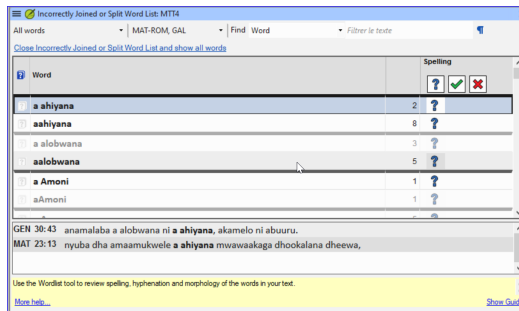 Incorrectly Joined or Split Word List: MTT4
All words MAT-ROM, GAL Find Word Filtrer le texte ¶
Close Incorrectly Joined or Split Word List and show all words
Word Spelling
a ahiyana 2
aahiyana 8
a alobwana 3
aalobwana 5
a Amoni 1
aAmoni 1
GEN 30:43 anamalaba a alobwana ni a ahiyana, akamelo ni abuuru.
MAT 23:13 nyuba dha amaamukwele a ahiyana mwawaakaga dhookalana dheewa,
Use the Wordlist tool to review spelling, hyphenation and morphology of the words in your text.
More help... Show Guid